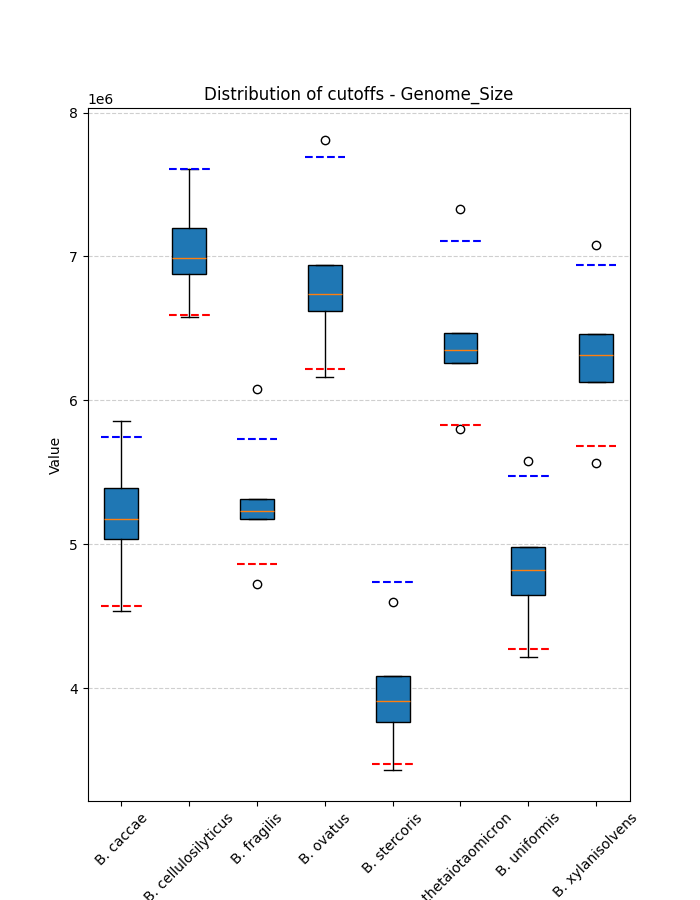 Distribution of cutoffs - Genome_Size
1e6
8
7
6
5
4
Value
B. caccae
B. cellulosilyticus
B. fragilis
B. ovatus
B. stercoris
thetaiotaomicron
B. uniformis
B. xylanisolvens